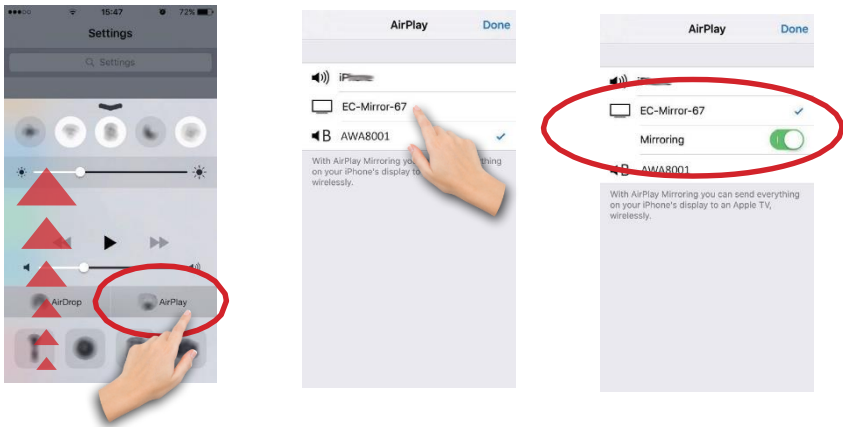 15:47
72%
Settings
Settings
AirDrop
AirPlay
AirPlay
Done
EC-Mirror-67
AWA8001
With AirPlay Mirroring you
on your iPhone's display to
wirelessly.
AirPlay
Done
EC-Mirror-67
Mirroring
AWA8001
With AirPlay Mirroring you can send everything
on your iPhone's display to an Apple TV,
wirelessly.